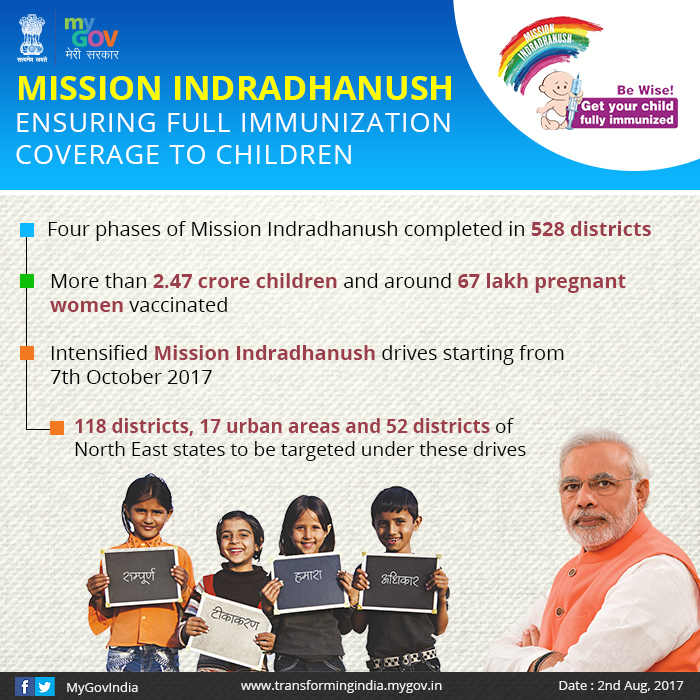 सत्यमेव जयते
my
GOV
मेरी सरकार
MISSION INDRADHANUSH
ENSURING FULL IMMUNIZATION
COVERAGE TO CHILDREN
MISSION
INDRADHANUSH
Be Wise!
Get your child
fully immunized
Four phases of Mission Indradhanush completed in 528 districts
More than 2.47 crore children and around 67 lakh pregnant
women vaccinated
Intensified Mission Indradhanush drives starting from
7th October 2017
118 districts, 17 urban areas and 52 districts of
North East states to be targeted under these drives
सम्पूर्ण
टीकाकरण
हमारा
अधिकार
MyGovIndia
www.transformingindia.mygov.in
Date : 2nd Aug, 2017